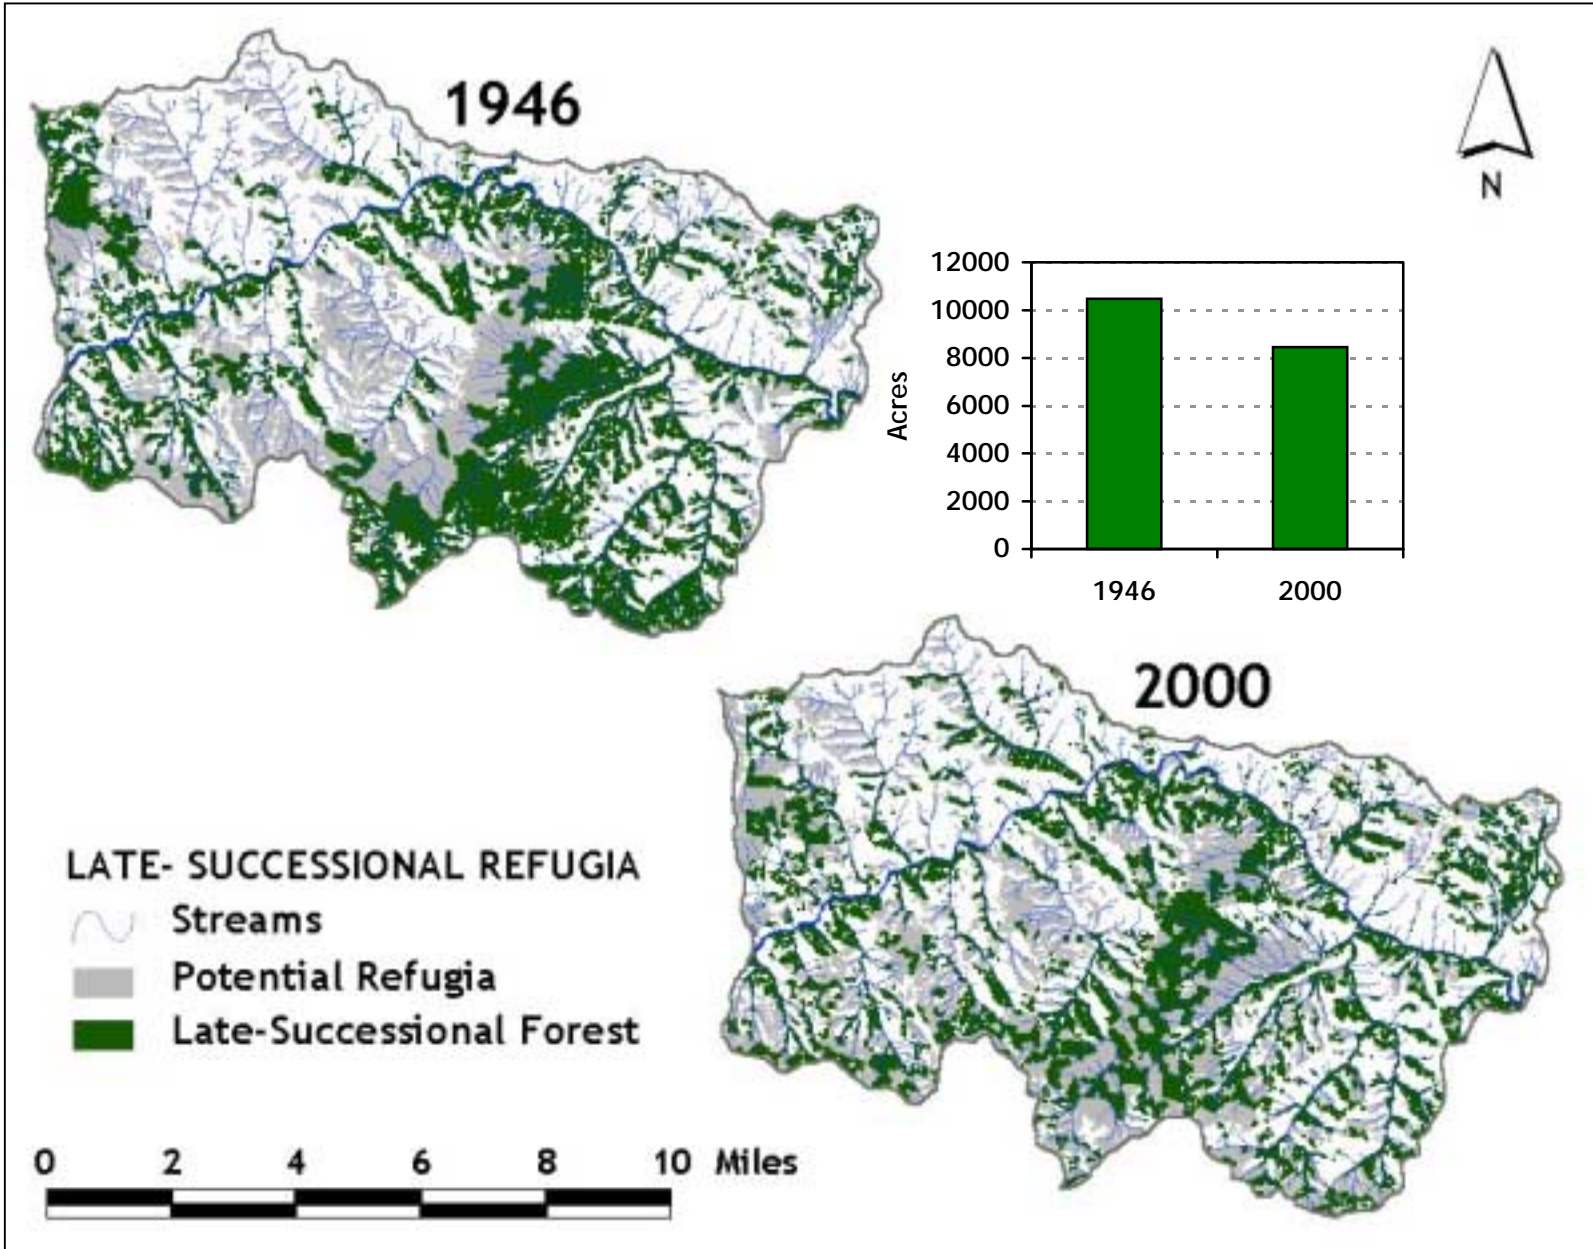 1946
N
12000
10000
8000
6000
4000
2000
0
Acres
1946 2000
2000
LATE- SUCCESSIONAL REFUGIA
Streams
Potential Refugia
Late-Successional Forest
0 2 4 6 8 10 Miles